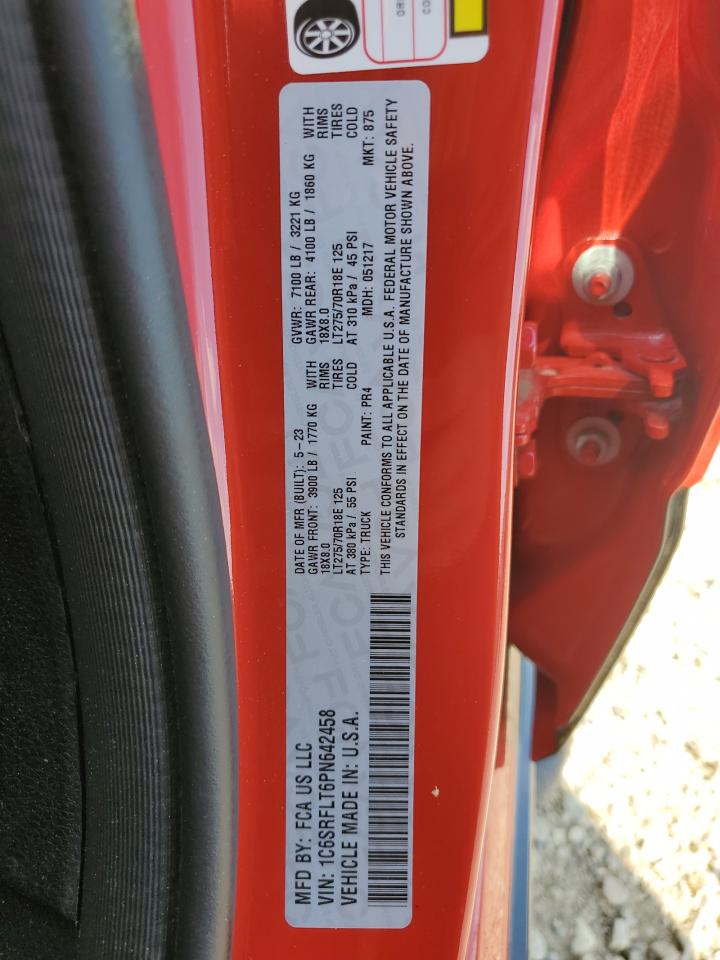 MFD BY: FCA US LLC
VIN: 1C6SRFLT6PN642458
VEHICLE MADE IN: U.S.A.
DATE OF MFR (BUILT): 5-23 GVWR: 7100 LB / 3221 KG
GAWR FRONT: 3900 LB / 1770 KG WITH GAWR REAR: 4100 LB / 1860 KG WITH
18X8.0 RIMS 18X8.0 RIMS
LT275/70R18E 125 TIRES LT275/70R18E 125 TIRES
AT 380 kPa / 55 PSI COLD AT 310 kPa / 45 PSI COLD
TYPE: TRUCK PAINT: PR4 MDH: 051217 MKT: 875
THIS VEHICLE CONFORMS TO ALL APPLICABLE U.S.A. FEDERAL MOTOR VEHICLE SAFETY
STANDARDS IN EFFECT ON THE DATE OF MANUFACTURE SHOWN ABOVE.